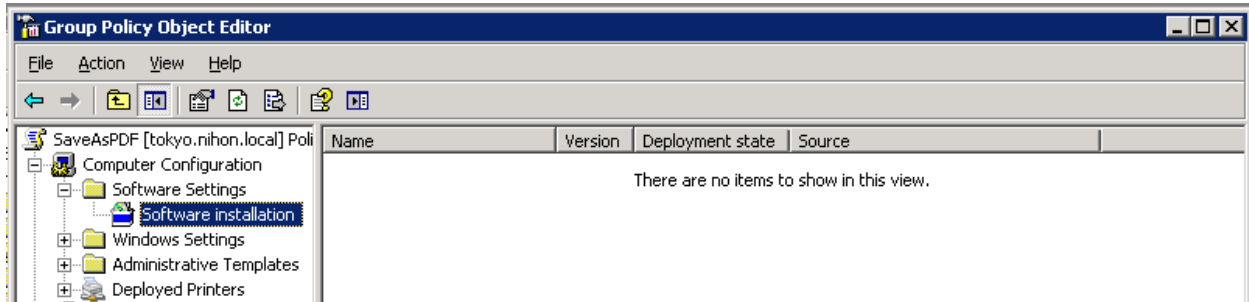 Group Policy Object Editor
File Action View Help
SaveAsPDF [tokyo.nihon.local] Poli
Name Version Deployment state Source
Computer Configuration
There are no items to show in this view.
Software Settings
Software installation
Windows Settings
Administrative Templates
Deployed Printers